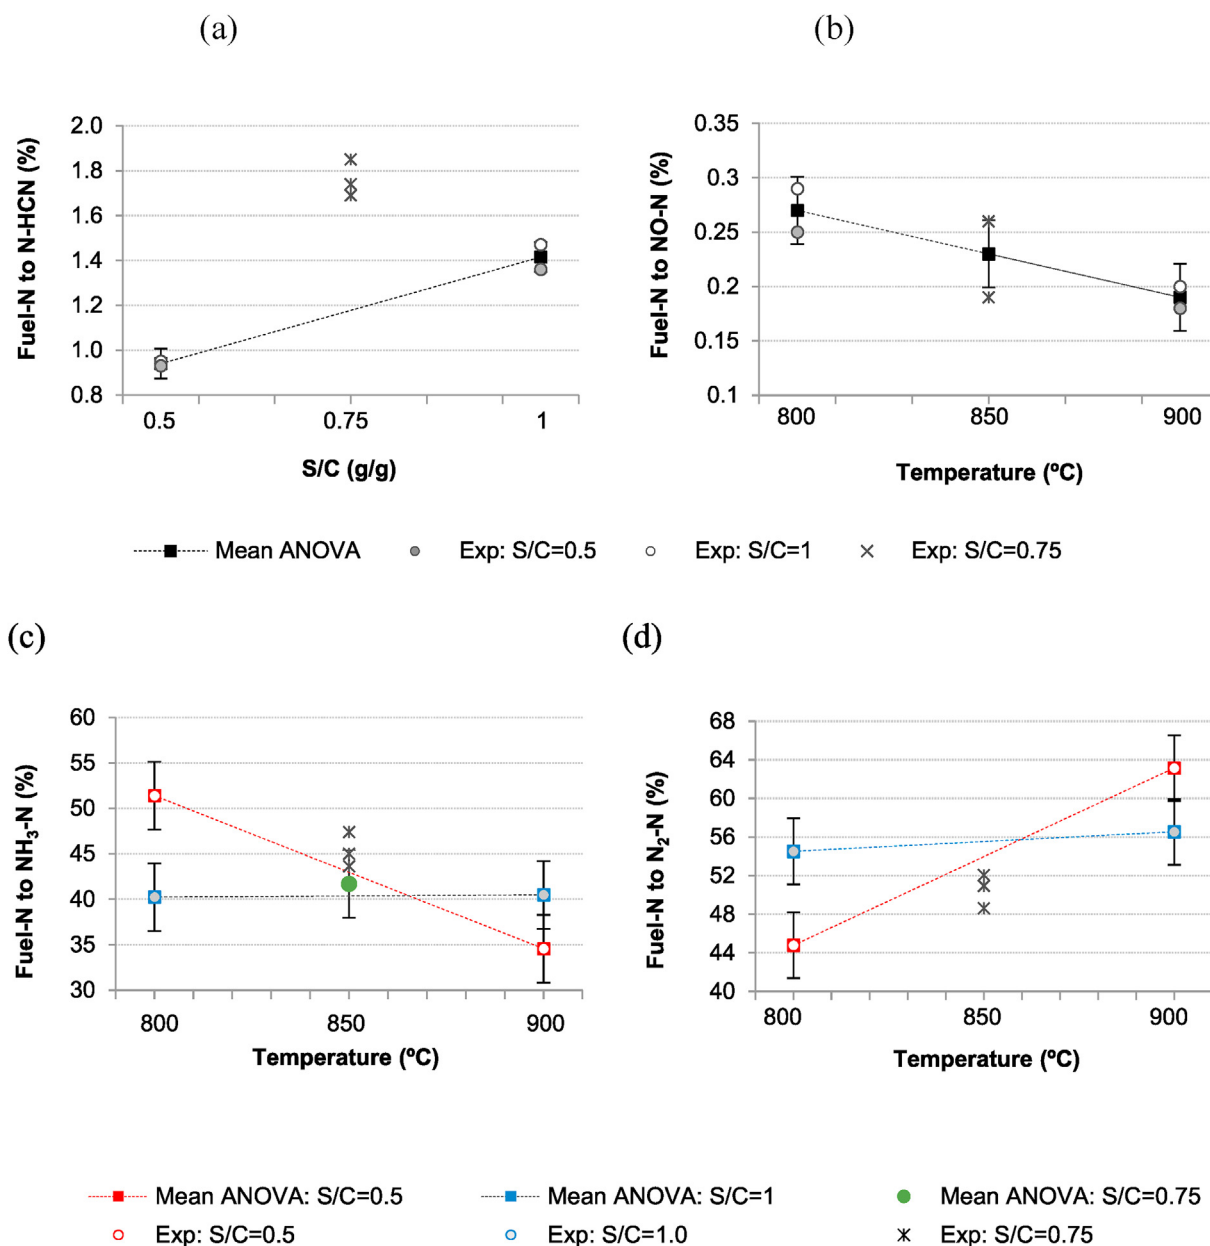 (a)
(b)
Fuel-N to N-HCN (%)
2.0
1.8
1.6
1.4
1.2
1.0
0.8
0.5
0.75
1
S/C (g/g)
Fuel-N to NO-N (%)
0.35
0.3
0.25
0.2
0.15
0.1
800
850
900
Temperature (ºC)
Mean ANOVA
Exp: S/C=0.5
Exp: S/C=1
Exp: S/C=0.75
(c)
(d)
Fuel-N to NH₃-N (%)
60
55
50
45
40
35
30
800
850
900
Temperature (ºC)
Fuel-N to N₂-N (%)
68
64
60
56
52
48
44
40
800
850
900
Temperature (ºC)
Mean ANOVA: S/C=0.5
Mean ANOVA: S/C=1
Mean ANOVA: S/C=0.75
Exp: S/C=0.5
Exp: S/C=1.0
Exp: S/C=0.75